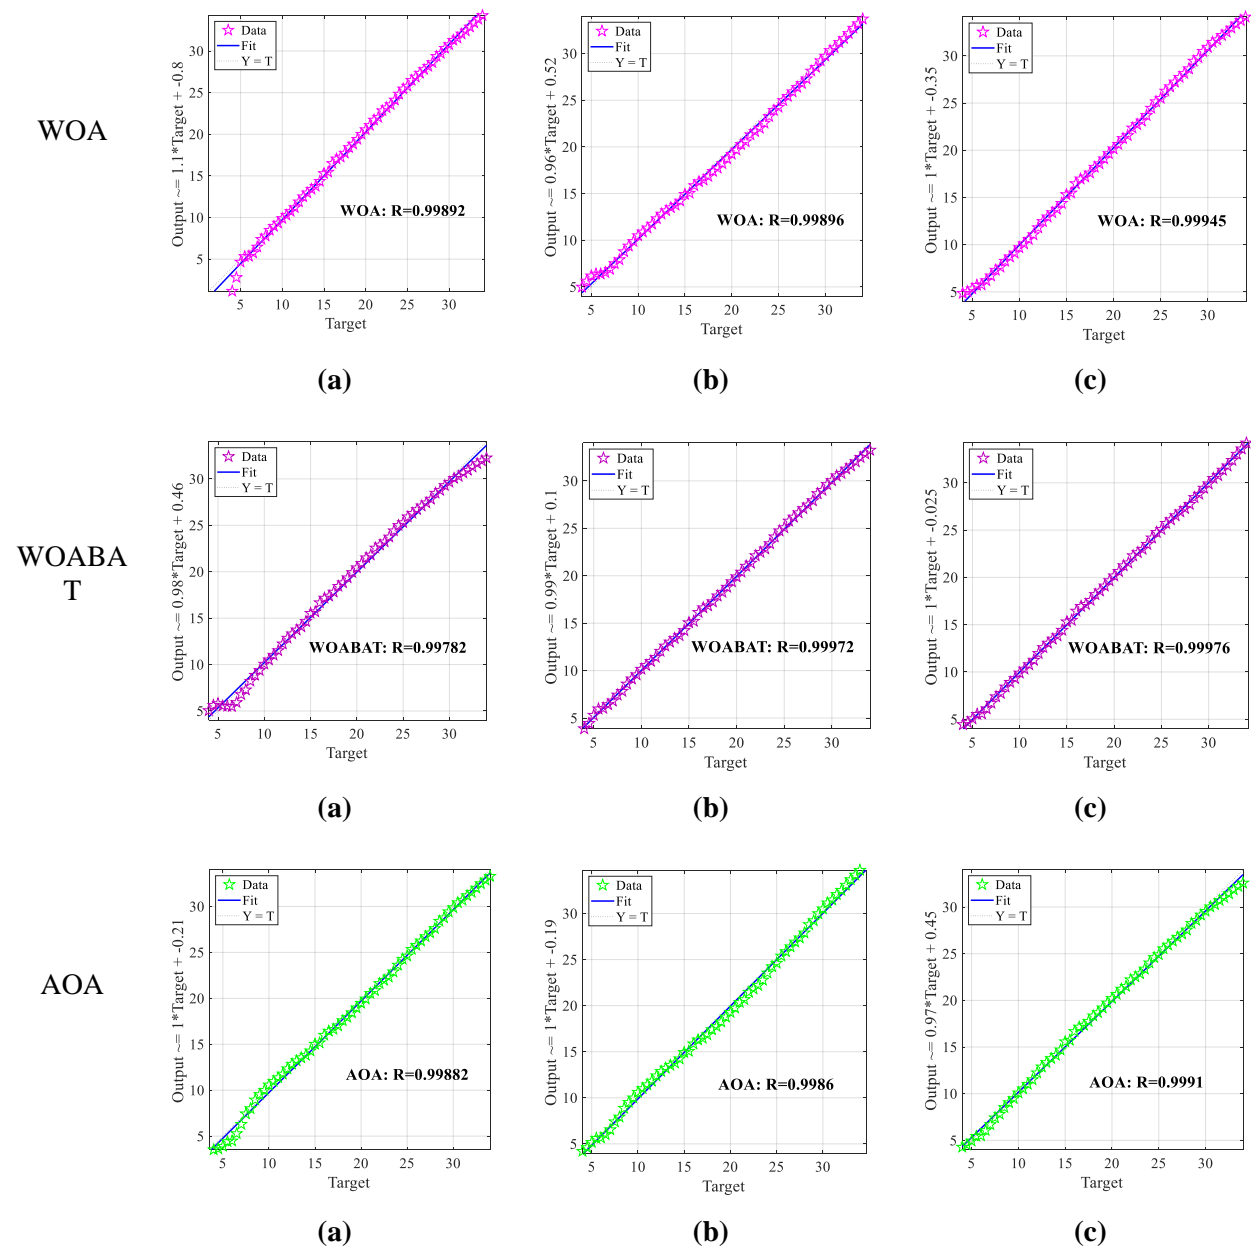 WOA
Data
Fit
Y = T
Output ~= 1.1*Target + -0.8
30
25
20
15
10
5
WOA: R=0.99892
5 10 15 20 25 30
Target
(a)
Data
Fit
Y = T
Output ~= 0.96*Target + 0.52
30
25
20
15
10
5
WOA: R=0.99896
5 10 15 20 25 30
Target
(b)
Data
Fit
Y = T
Output ~= 1*Target + -0.35
30
25
20
15
10
5
WOA: R=0.99945
5 10 15 20 25 30
Target
(c)
WOABA
T
Data
Fit
Y = T
Output ~= 0.98*Target + 0.46
30
25
20
15
10
5
WOABAT: R=0.99782
5 10 15 20 25 30
Target
(a)
Data
Fit
Y = T
Output ~= 0.99*Target + 0.1
30
25
20
15
10
5
WOABAT: R=0.99972
5 10 15 20 25 30
Target
(b)
Data
Fit
Y = T
Output ~= 1*Target + -0.025
30
25
20
15
10
5
WOABAT: R=0.99976
5 10 15 20 25 30
Target
(c)
AOA
Data
Fit
Y = T
Output ~= 1*Target + -0.21
30
25
20
15
10
5
AOA: R=0.99882
5 10 15 20 25 30
Target
(a)
Data
Fit
Y = T
Output ~= 1*Target + -0.19
30
25
20
15
10
5
AOA: R=0.9986
5 10 15 20 25 30
Target
(b)
Data
Fit
Y = T
Output ~= 0.97*Target + 0.45
30
25
20
15
10
5
AOA: R=0.9991
5 10 15 20 25 30
Target
(c)